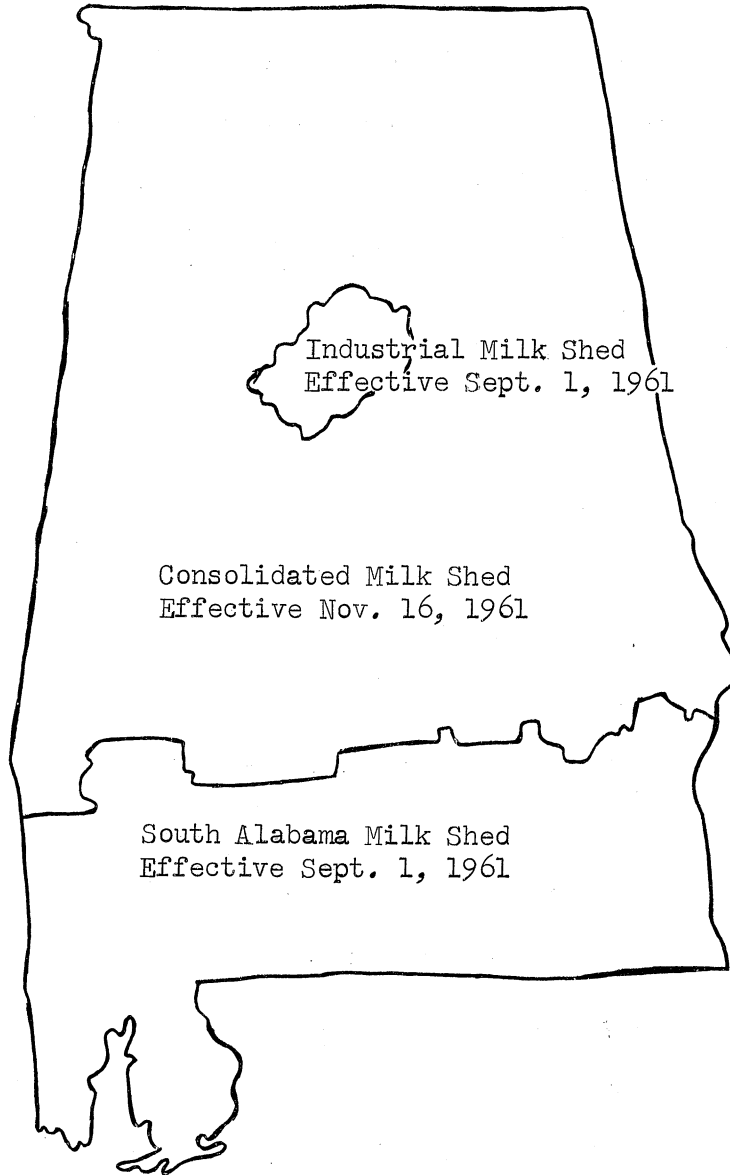 Industrial Milk Shed
Effective Sept. 1, 1961
Consolidated Milk Shed
Effective Nov. 16, 1961
South Alabama Milk Shed
Effective Sept. 1, 1961